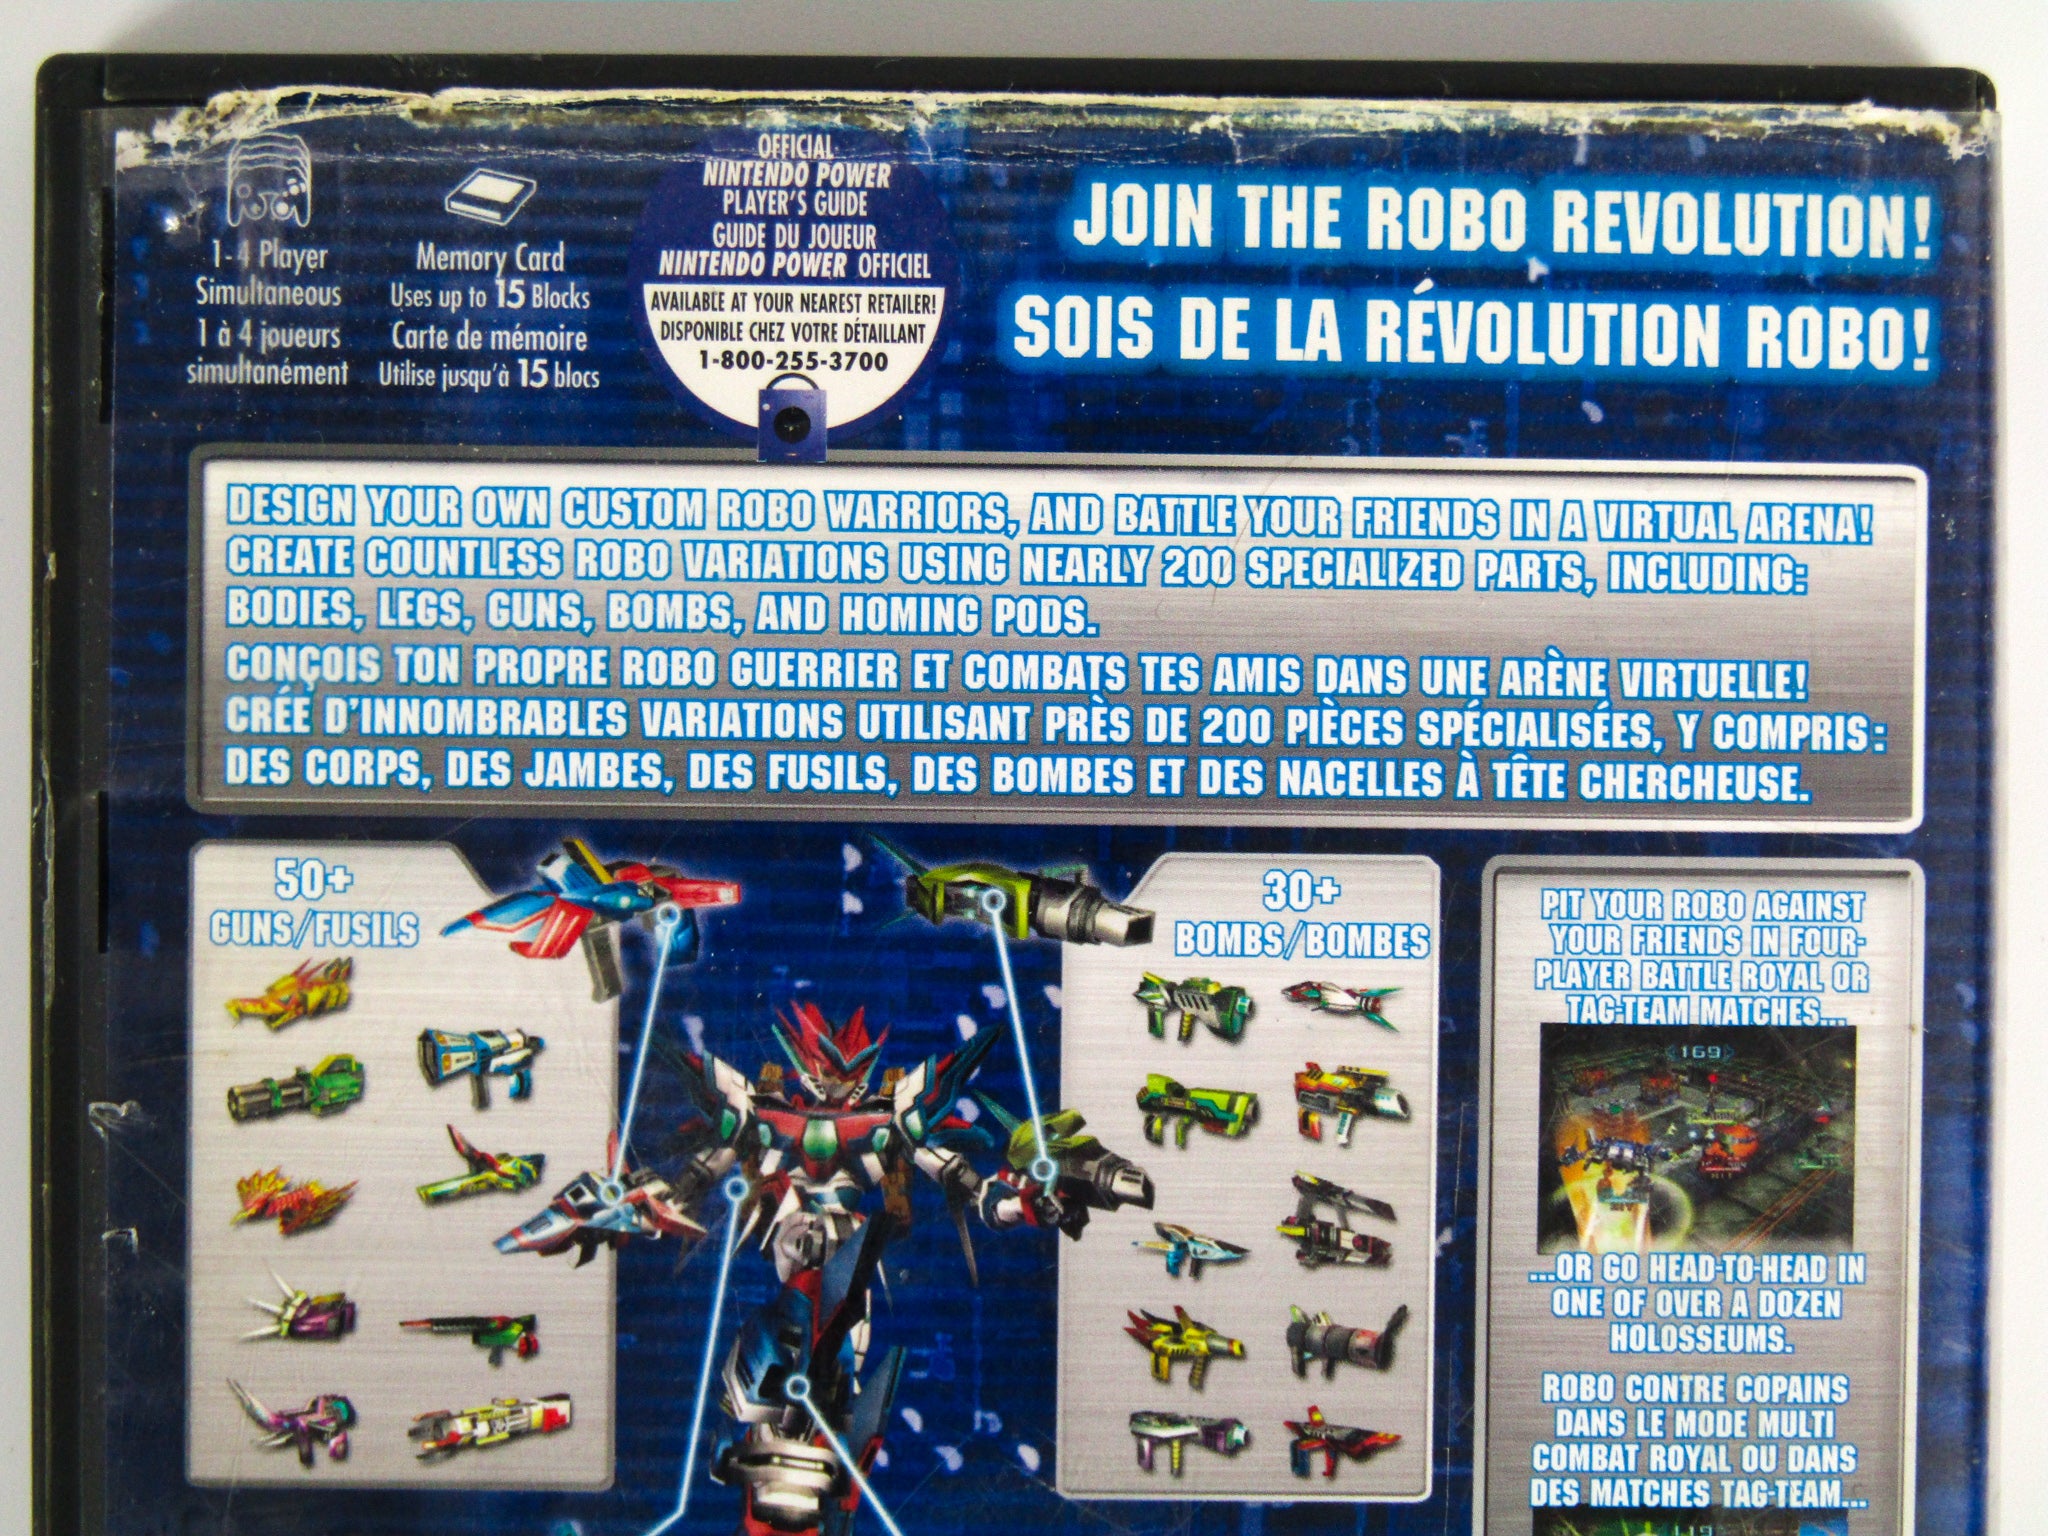 1-4 Player
Simultaneous
1 à 4 joueurs
simultanément
Memory Card
Uses up to 15 Blocks
Carte de mémoire
Utilise jusqu'à 15 blocs
OFFICIAL
NINTENDO POWER
PLAYER'S GUIDE
GUIDE DU JOUEUR
NINTENDO POWER OFFICIEL
AVAILABLE AT YOUR NEAREST RETAILER!
DISPONIBLE CHEZ VOTRE DÉTAILLANT
1-800-255-3700
JOIN THE ROBO REVOLUTION!
SOIS DE LA RÉVOLUTION ROBO!
DESIGN YOUR OWN CUSTOM ROBO WARRIORS, AND BATTLE YOUR FRIENDS IN A VIRTUAL ARENA!
CREATE COUNTLESS ROBO VARIATIONS USING NEARLY 200 SPECIALIZED PARTS, INCLUDING:
BODIES, LEGS, GUNS, BOMBS, AND HOMING PODS.
CONÇOIS TON PROPRE ROBO GUERRIER ET COMBATS TES AMIS DANS UNE ARÈNE VIRTUELLE!
CRÉE D'INNOMBRABLES VARIATIONS UTILISANT PRÈS DE 200 PIÈCES SPÉCIALISÉES, Y COMPRIS:
DES CORPS, DES JAMBES, DES FUSILS, DES BOMBES ET DES NACELLES À TÊTE CHERCHEUSE.
50+
GUNS/FUSILS
30+
BOMBS/BOMBES
PIT YOUR ROBO AGAINST
YOUR FRIENDS IN FOUR-
PLAYER BATTLE ROYAL OR
TAG-TEAM MATCHES...
169
...OR GO HEAD-TO-HEAD IN
ONE OF OVER A DOZEN
HOLOSSEUMS.
ROBO CONTRE COPAINS
DANS LE MODE MULTI
COMBAT ROYAL OU DANS
DES MATCHES TAG-TEAM...
119